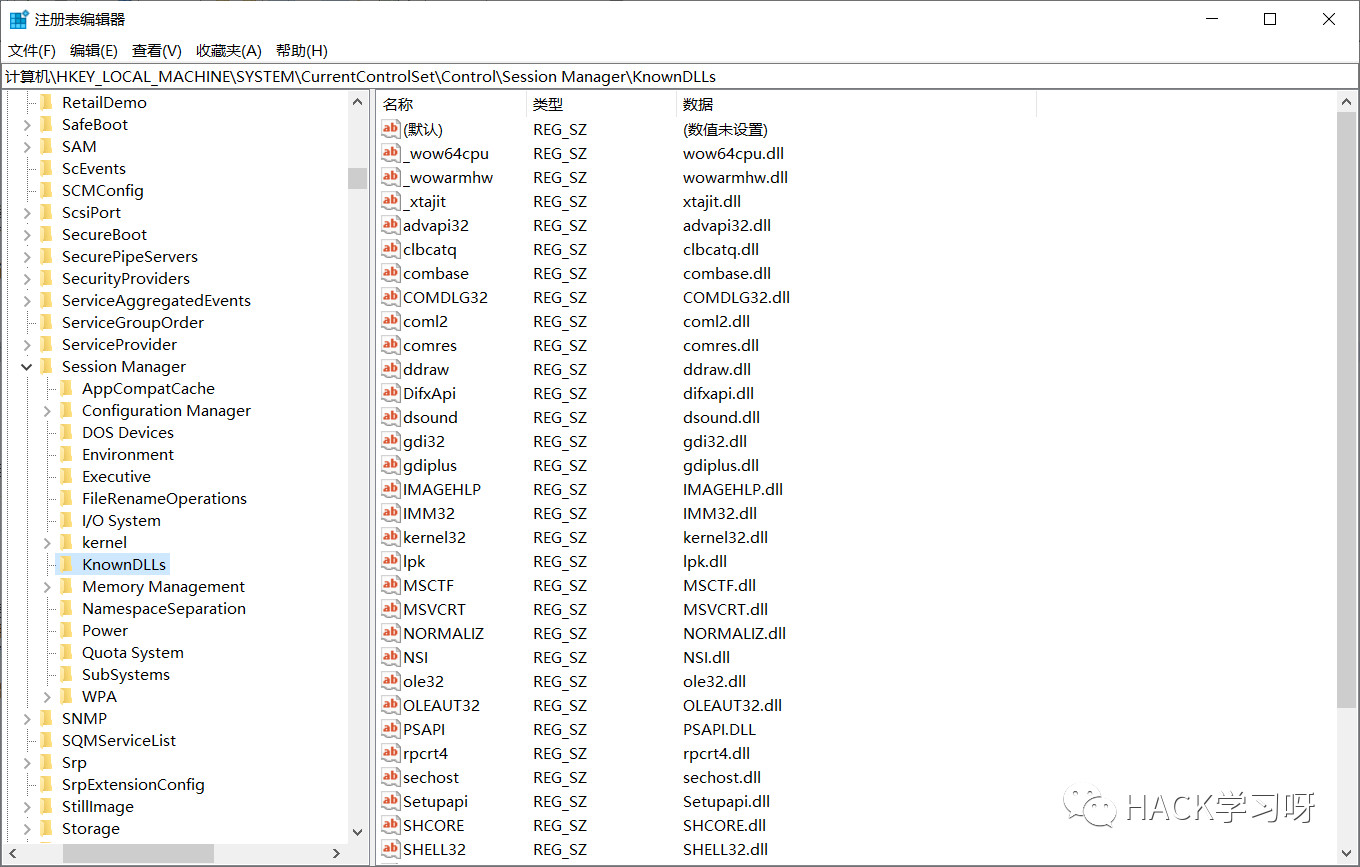 注册表编辑器
文件(F) 编辑(E) 查看(V) 收藏夹(A) 帮助(H)
计算机\HKEY_LOCAL_MACHINE\SYSTEM\CurrentControlSet\Control\Session Manager\KnownDLLs
RetailDemo
SafeBoot
SAM
ScEvents
SCMConfig
ScsiPort
SecureBoot
SecurePipeServers
SecurityProviders
ServiceAggregatedEvents
ServiceGroupOrder
ServiceProvider
Session Manager
AppCompatCache
Configuration Manager
DOS Devices
Environment
Executive
FileRenameOperations
I/O System
kernel
KnownDLLs
Memory Management
NamespaceSeparation
Power
Quota System
SubSystems
WPA
SNMP
SQMServiceList
Srp
SrpExtensionConfig
StillImage
Storage
名称 类型 数据
(默认) REG_SZ (数值未设置)
_wow64cpu REG_SZ wow64cpu.dll
_wowarmhw REG_SZ wowarmhw.dll
_xtajit REG_SZ xtajit.dll
advapi32 REG_SZ advapi32.dll
clbcatq REG_SZ clbcatq.dll
combase REG_SZ combase.dll
COMDLG32 REG_SZ COMDLG32.dll
coml2 REG_SZ coml2.dll
comres REG_SZ comres.dll
ddraw REG_SZ ddraw.dll
DifxApi REG_SZ difxapi.dll
dsound REG_SZ dsound.dll
gdi32 REG_SZ gdi32.dll
gdiplus REG_SZ gdiplus.dll
IMAGEHLP REG_SZ IMAGEHLP.dll
IMM32 REG_SZ IMM32.dll
kernel32 REG_SZ kernel32.dll
lpk REG_SZ lpk.dll
MSCTF REG_SZ MSCTF.dll
MSVCRT REG_SZ MSVCRT.dll
NORMALIZ REG_SZ NORMALIZ.dll
NSI REG_SZ NSI.dll
ole32 REG_SZ ole32.dll
OLEAUT32 REG_SZ OLEAUT32.dll
PSAPI REG_SZ PSAPI.DLL
rpcrt4 REG_SZ rpcrt4.dll
sechost REG_SZ sechost.dll
Setupapi REG_SZ Setupapi.dll
SHCORE REG_SZ SHCORE.dll
SHELL32 REG_SZ SHELL32.dll
HACK学习呀